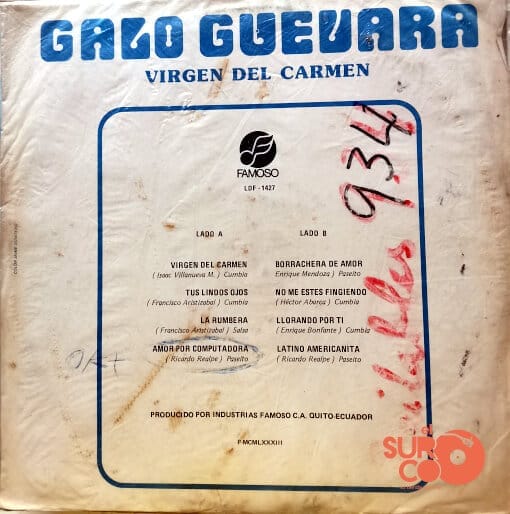 GALO GUEVARA
VIRGEN DEL CARMEN
FAMOSO
LDF - 1427
LADO A
VIRGEN DEL CARMEN
( Isaac Villanueva M. ) Cumbia
TUS LINDOS OJOS
( Francisco Aristizabal ) Cumbia
LA RUMBERA
( Francisco Aristizabal ) Salsa
AMOR POR COMPUTADORA
( Ricardo Realpe ) Paseito
LADO B
BORRACHERA DE AMOR
Enrique Mendoza ) Paseito
NO ME ESTES FINGIENDO
( Héctor Abarca ) Cumbia
LLORANDO POR TI
( Enrique Bonfante ) Cumbia
LATINO AMERICANITA
( Ricardo Realpe ) Paseito
934
PRODUCIDO POR INDUSTRIAS FAMOSO C.A. QUITO-ECUADOR
P-MCMLXXXIII
SURCO